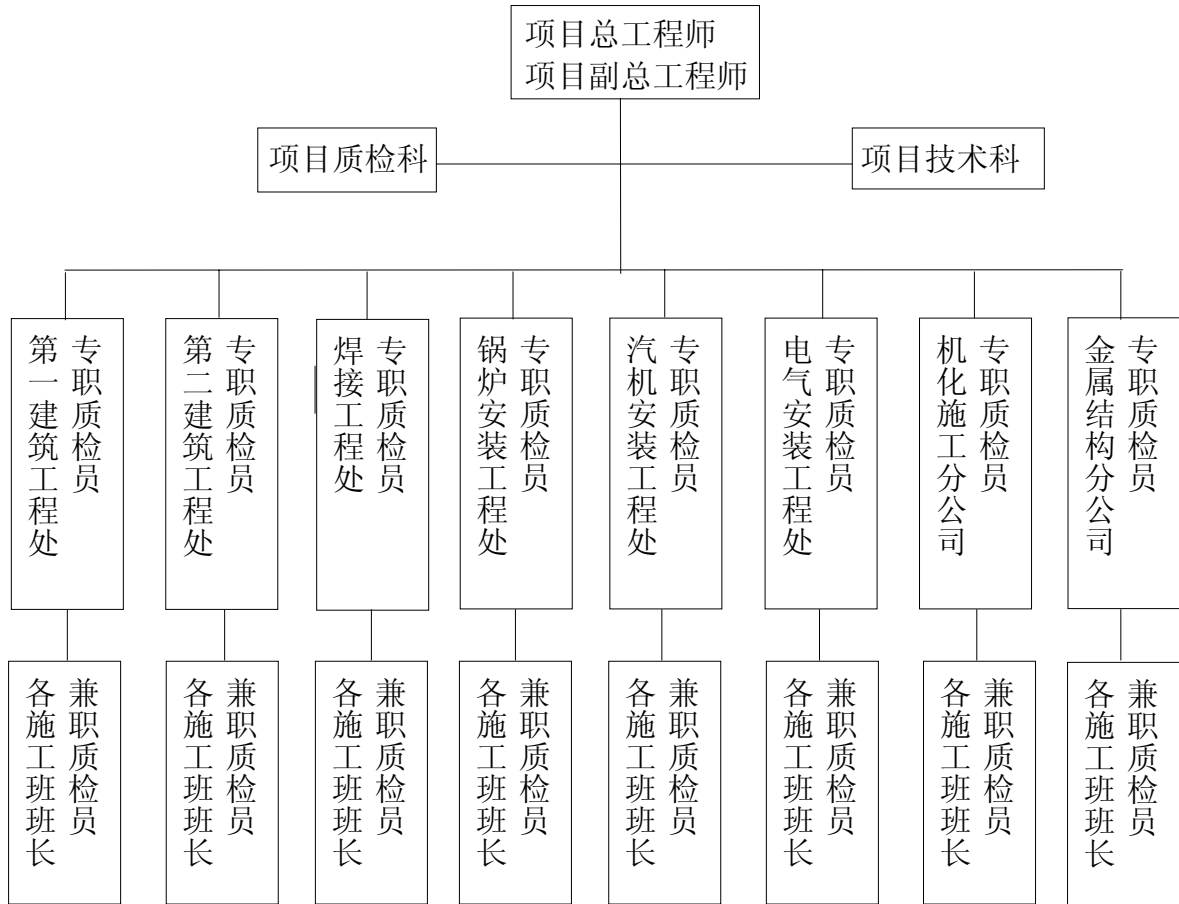 项目总工程师
项目副总工程师
项目质检科
项目技术科
第一建筑工程处
专职质检员
第二建筑工程处
专职质检员
焊接工程处
专职质检员
锅炉安装工程处
专职质检员
汽机安装工程处
专职质检员
电气安装工程处
专职质检员
机化施工分公司
专职质检员
金属结构分公司
专职质检员
各施工班班长
兼职质检员
各施工班班长
兼职质检员
各施工班班长
兼职质检员
各施工班班长
兼职质检员
各施工班班长
兼职质检员
各施工班班长
兼职质检员
各施工班班长
兼职质检员
各施工班班长
兼职质检员